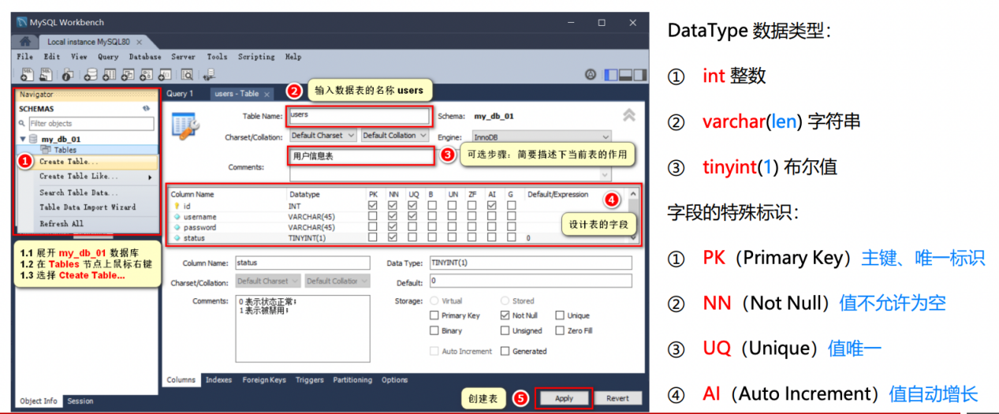 MySQL Workbench
Local instance MySQL80
File Edit View Query Database Server Tools Scripting Help
Navigator
SCHEMAS
Filter objects
my_db_01
Tables
1
Create Table...
Create Table Like...
Search Table Data...
Table Data Import Wizard
Refresh All
1.1 展开 my_db_01 数据库
1.2 在 Tables 节点上鼠标右键
1.3 选择 Cteate Table...
Object Info Session
Query 1 users - Table
2 输入数据表的名称 users
Table Name: users Schema: my_db_01
Charset/Collation: Default Charset Default Collation Engine: InnoDB
Comments: 用户信息表
3 可选步骤：简要描述下当前表的作用
Column Name Datatype PK NN UQ B UN ZF AI G Default/Expression
id INT
username VARCHAR(45)
password VARCHAR(45)
status TINYINT(1) 0
4
设计表的字段
Column Name: status Data Type: TINYINT(1)
Charset/Collation: Default Charset Default Collation Default: 0
Comments: 0 表示状态正常；
1 表示被禁用；
Storage: Virtual Stored
Primary Key Not Null Unique
Binary Unsigned Zero Fill
Auto Increment Generated
Columns Indexes Foreign Keys Triggers Partitioning Options
创建表 5 Apply Revert
DataType 数据类型：
① int 整数
② varchar(len) 字符串
③ tinyint(1) 布尔值
字段的特殊标识：
① PK（Primary Key）主键、唯一标识
② NN（Not Null）值不允许为空
③ UQ（Unique）值唯一
④ AI（Auto Increment）值自动增长